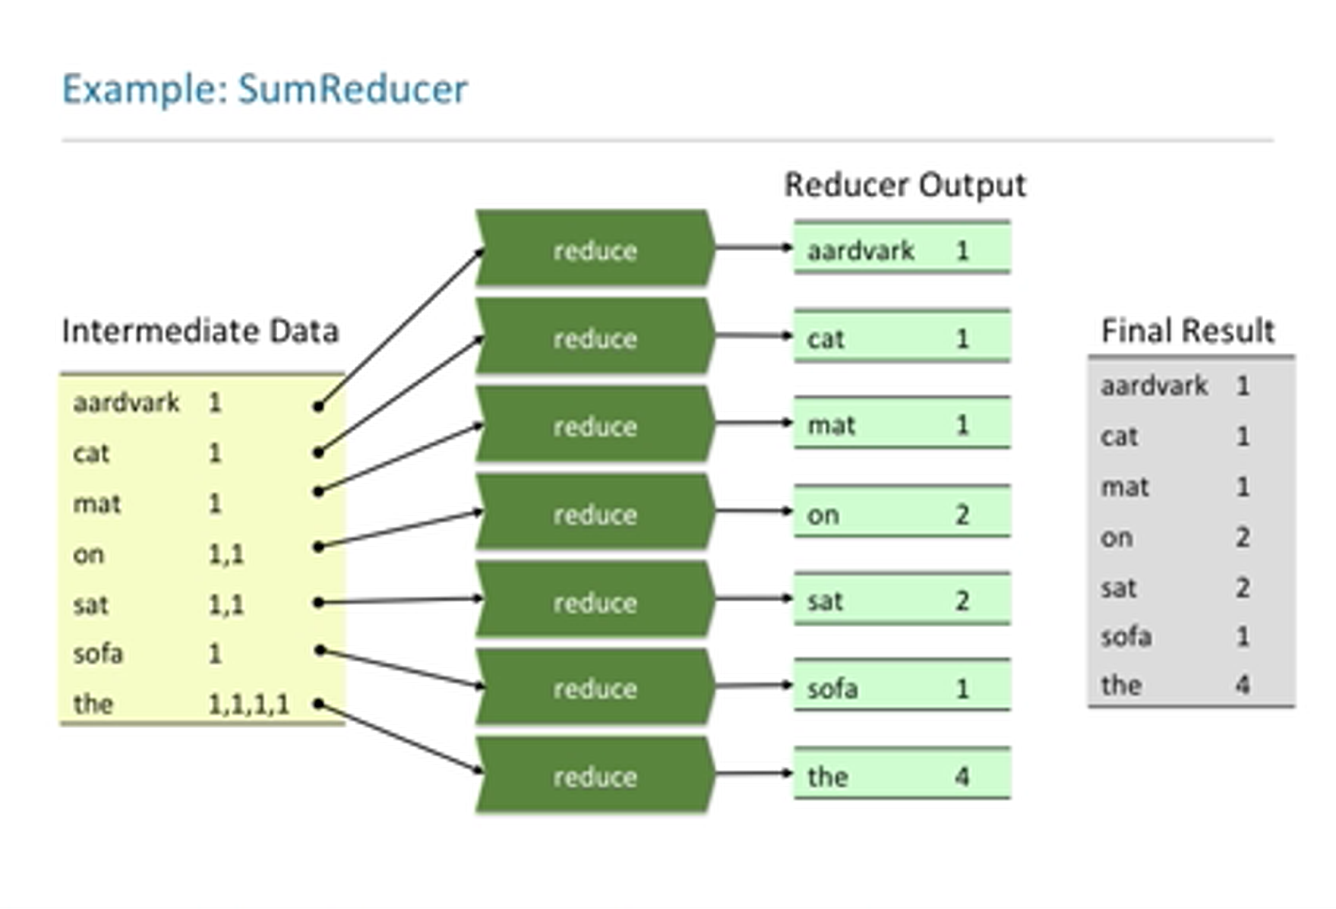 Example: SumReducer
Intermediate Data
aardvark 1
cat 1
mat 1
on 1,1
sat 1,1
sofa 1
the 1,1,1,1
reduce
reduce
reduce
reduce
reduce
reduce
reduce
Reducer Output
aardvark 1
cat 1
mat 1
on 2
sat 2
sofa 1
the 4
Final Result
aardvark 1
cat 1
mat 1
on 2
sat 2
sofa 1
the 4